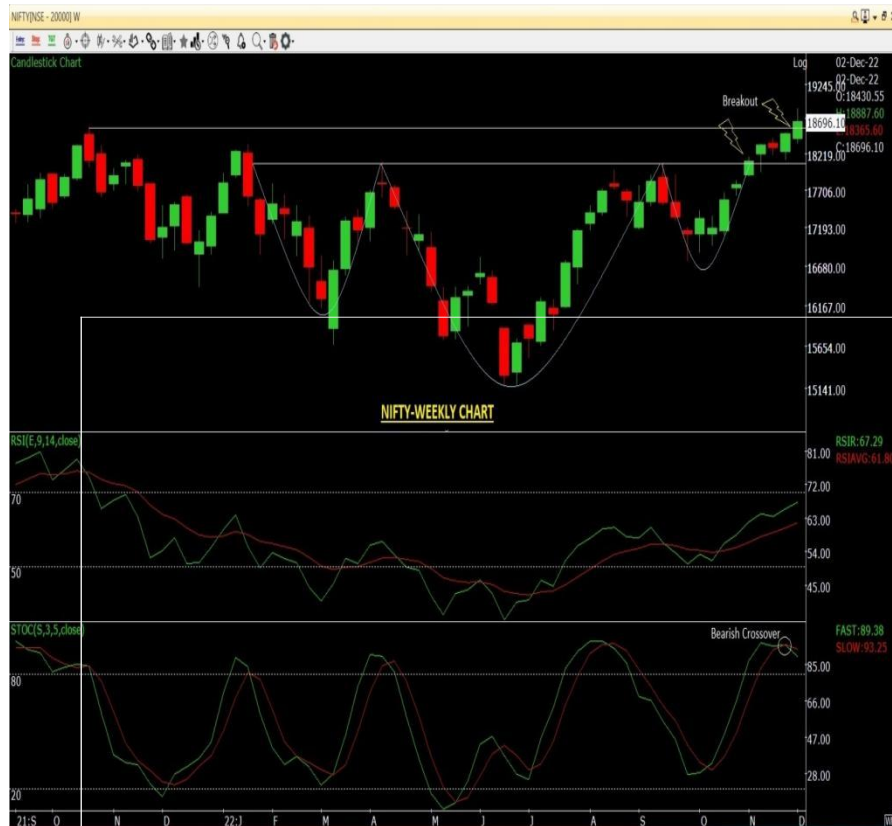 NIFTY[NSE - 20000] W
Candlestick Chart
Log
02-Dec-22
02-Dec-22
O:18430.55
H:18887.60
L:18365.60
C:18696.10
Breakout
19245.00
18696.10
18219.00
17706.00
17193.00
16680.00
16167.00
15654.00
15141.00
NIFTY-WEEKLY CHART
RSI(E,9,14,close)
RSIR:67.29
RSIAVG:61.80
81.00
72.00
63.00
54.00
45.00
70
50
STOC(S,3,5,close)
Bearish Crossover
FAST:89.38
SLOW:93.25
85.00
66.00
47.00
28.00
80
20
21:S O N D 22:J F M A M J J A S O N D W